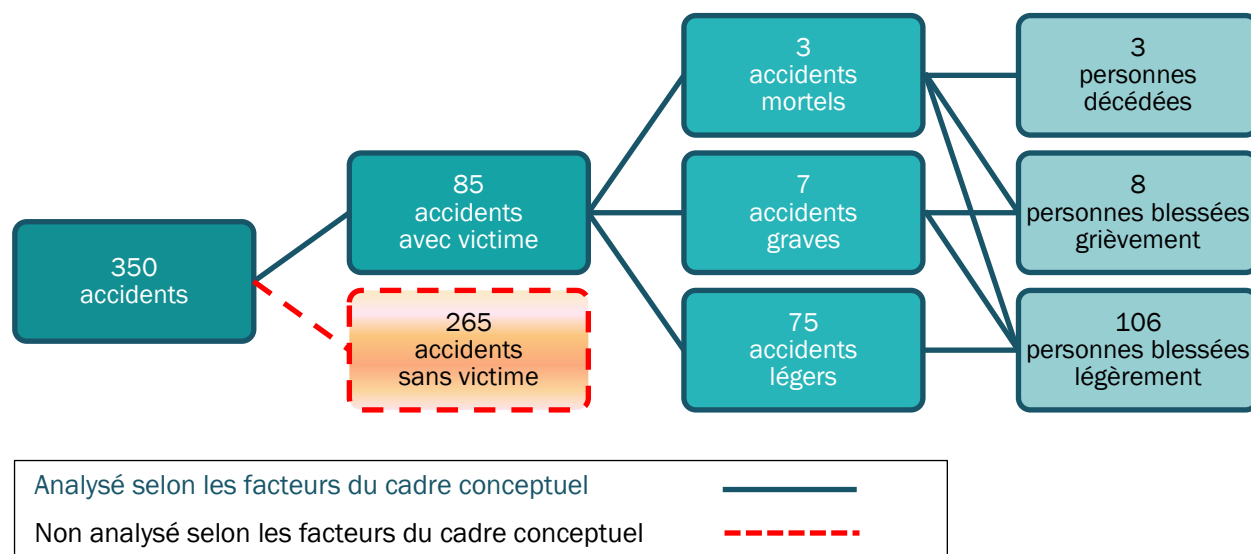 350
accidents
85
accidents
avec victime
265
accidents
sans victime
3
accidents
mortels
7
accidents
graves
75
accidents
légers
3
personnes
décédées
8
personnes blessées
grièvement
106
personnes blessées
légèrement
Analysé selon les facteurs du cadre conceptuel
Non analysé selon les facteurs du cadre conceptuel